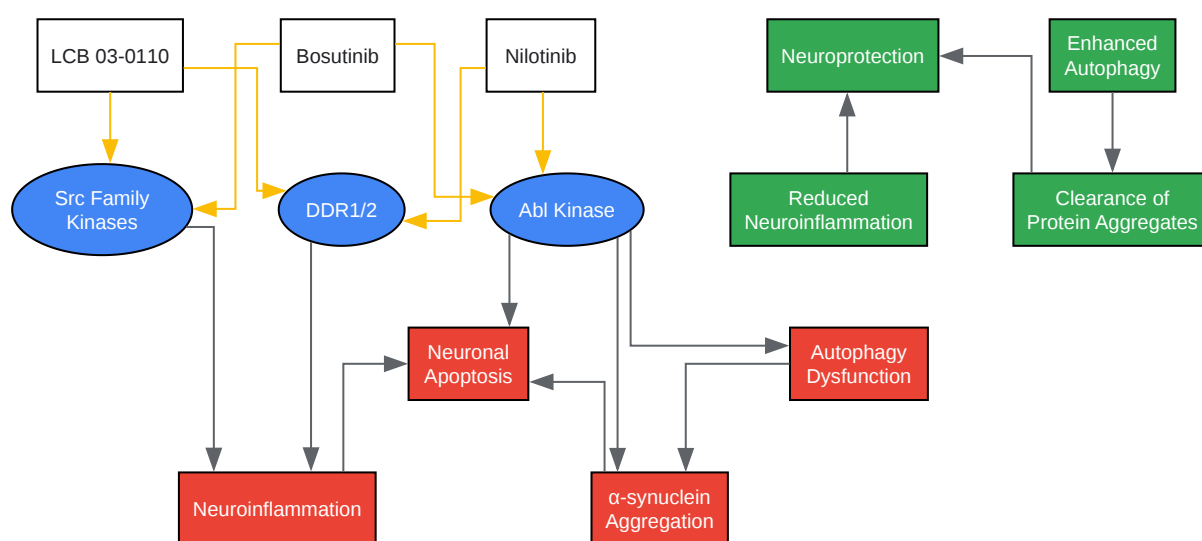 LCB 03-0110
Bosutinib
Nilotinib
Neuroprotection
Enhanced
Autophagy
Src Family
Kinases
DDR1/2
Abl Kinase
Reduced
Neuroinflammation
Clearance of
Protein Aggregates
Neuronal
Apoptosis
Autophagy
Dysfunction
Neuroinflammation
α-synuclein
Aggregation